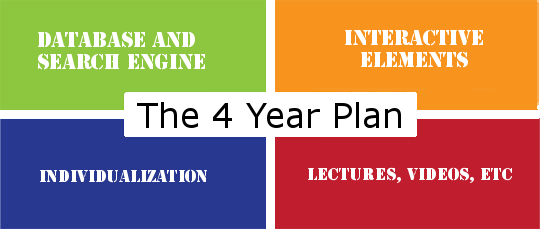 DATABASE AND
SEARCH ENGINE
INTERACTIVE
ELEMENTS
The 4 Year Plan
INDIVIDUALIZATION
LECTURES, VIDEOS, ETC